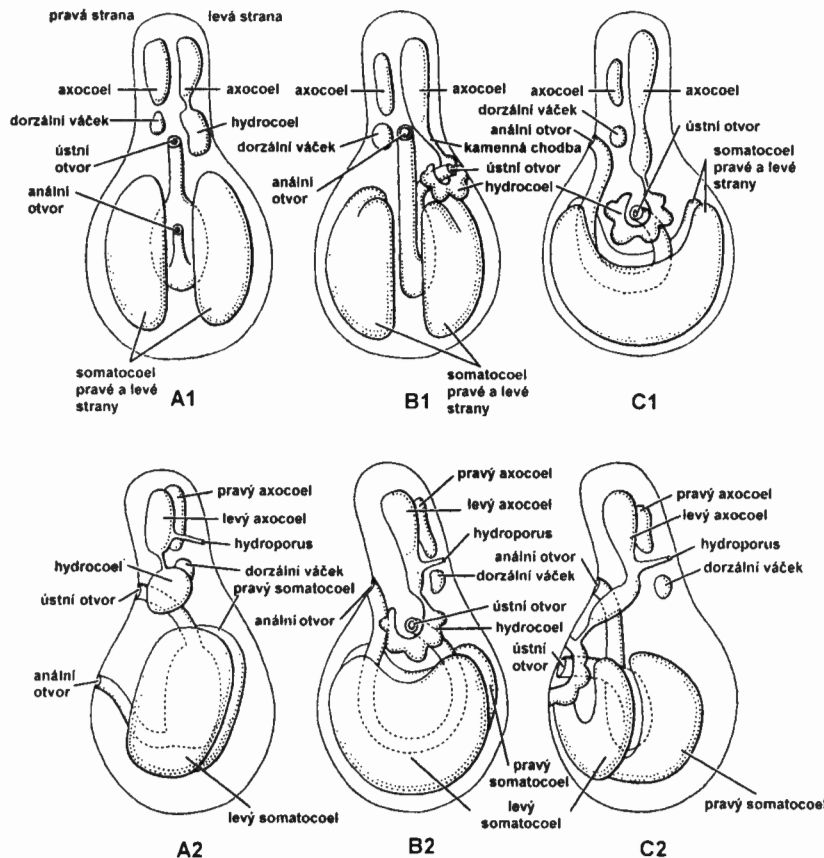 pravá strana
levá strana
axocoel
axocoel
dorzální váček
hydrocoel
ústní
otvor
anální
otvor
somatocoel
pravé a levé
strany
A1
axocoel
dorzální váček
kamenná chodba
anální
otvor
ústní otvor
hydrocoel
somatocoel
pravé a levé
strany
B1
axocoel
axocoel
dorzální
váček
anální
otvor
ústní otvor
somatocoel
pravé a levé
strany
C1
pravý axocoel
levý axocoel
hydroporus
hydrocoel
dorzální váček
ústní otvor
pravý somatocoel
anální
otvor
levý somatocoel
A2
pravý axocoel
levý axocoel
hydroporus
dorzální váček
anální
otvor
ústní otvor
hydrocoel
pravý
somatocoel
levý
somatocoel
B2
pravý axocoel
levý axocoel
hydroporus
anální
otvor
dorzální
váček
ústní
otvor
pravý somatocoel
C2